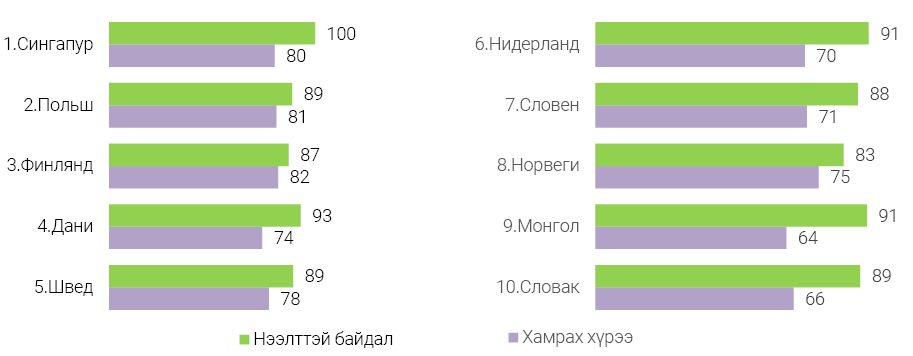 1.Сингапур 100
80
2.Польш 89
81
3.Финлянд 87
82
4.Дани 93
74
5.Швед 89
78
6.Нидерланд 91
70
7.Словен 88
71
8.Норвеги 83
75
9.Монгол 91
64
10.Словак 89
66
Нээлттэй байдал
Хамрах хүрээ